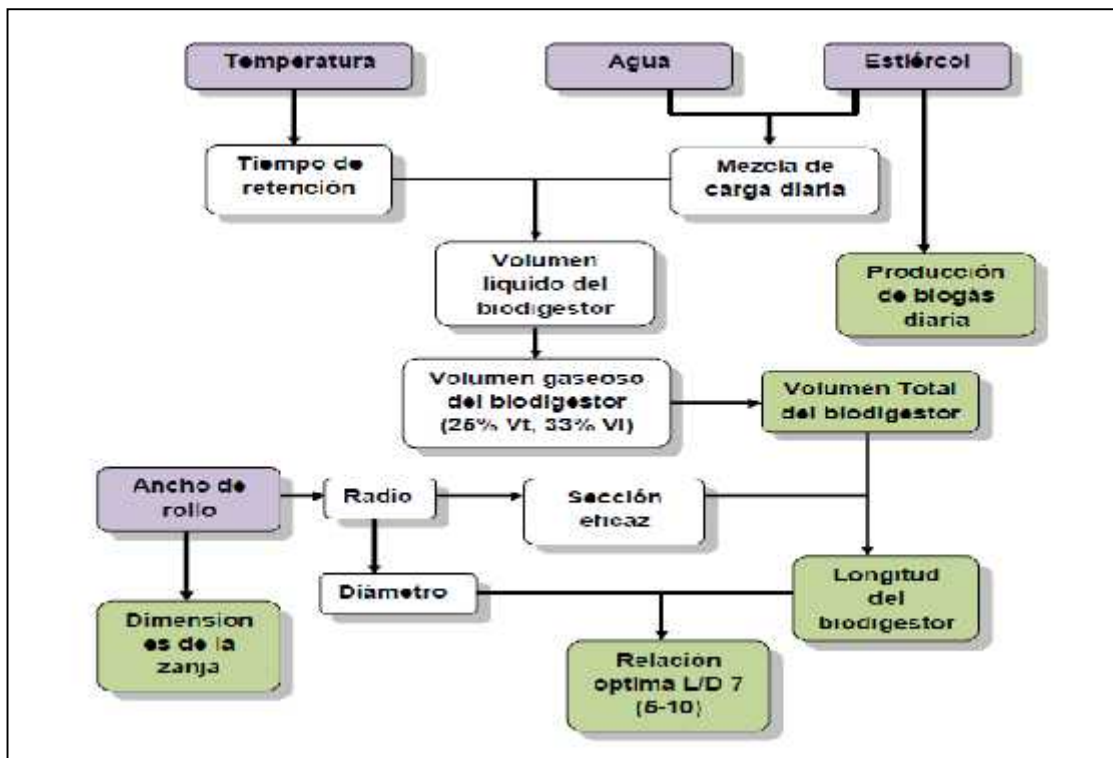 Temperatura
Agua
Estiércol
Tiempo de
retención
Mezcla de
carga diaria
Volumen
liquido del
biodigestor
Producción
de biogás
diaria
Volumen gaseoso
del biodigestor
(25% Vt, 33% Vl)
Volumen Total
del biodigestor
Ancho de
rollo
Radio
Sección
eficaz
Diámetro
Longitud
del
biodigestor
Dimension
es de la
zanja
Relación
optima L/D 7
(5-10)